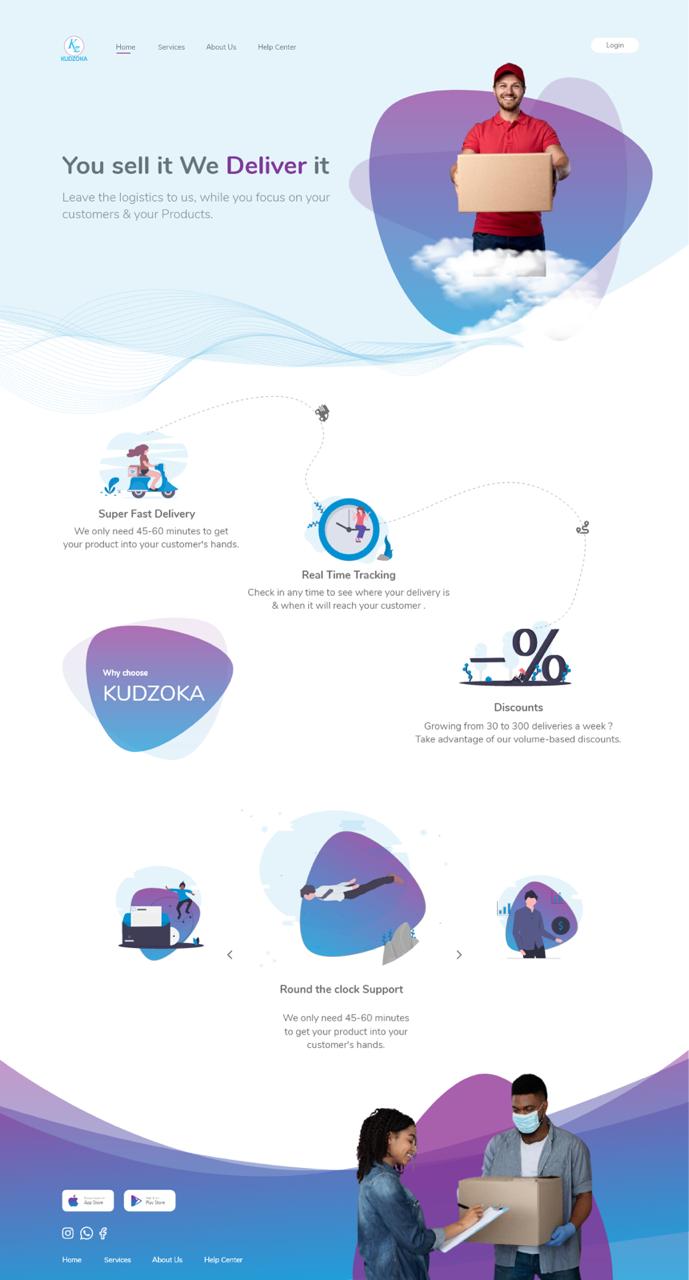 KZ
KUDZOKA
Home Services About Us Help Center
Login
You sell it We Deliver it
Leave the logistics to us, while you focus on your
customers & your Products.
Super Fast Delivery
We only need 45-60 minutes to get
your product into your customer's hands.
Real Time Tracking
Check in any time to see where your delivery is
& when it will reach your customer .
Why choose
KUDZOKA
–%
Discounts
Growing from 30 to 300 deliveries a week ?
Take advantage of our volume-based discounts.
$
Round the clock Support
We only need 45-60 minutes
to get your product into your
customer's hands.
App Store
Play Store
Home Services About Us Help Center